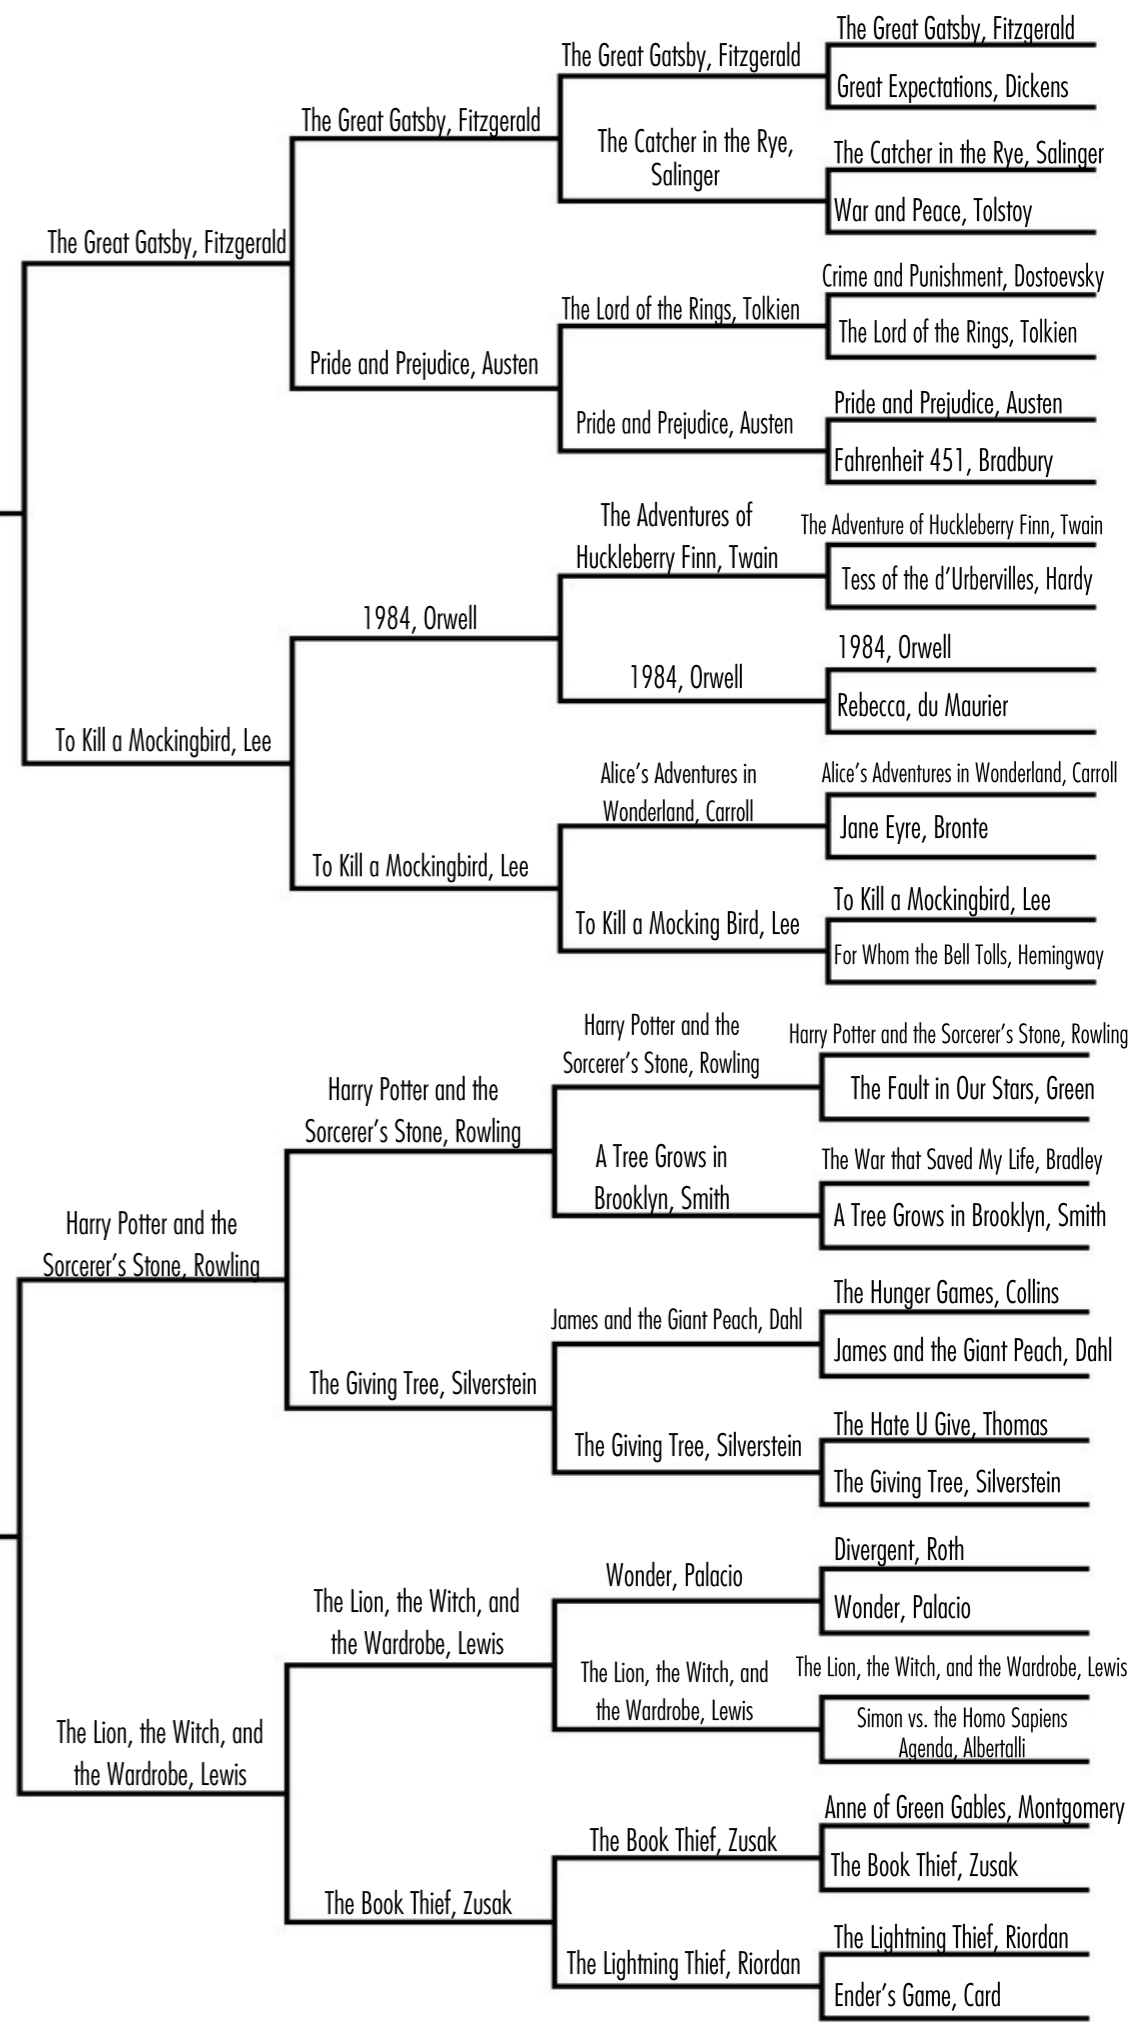 The Great Gatsby, Fitzgerald
The Great Gatsby, Fitzgerald
Great Expectations, Dickens
The Great Gatsby, Fitzgerald
The Catcher in the Rye,
Salinger
The Catcher in the Rye, Salinger
War and Peace, Tolstoy
The Great Gatsby, Fitzgerald
Crime and Punishment, Dostoevsky
The Lord of the Rings, Tolkien
The Lord of the Rings, Tolkien
Pride and Prejudice, Austen
Pride and Prejudice, Austen
Pride and Prejudice, Austen
Fahrenheit 451, Bradbury
The Adventures of
Huckleberry Finn, Twain
The Adventure of Huckleberry Finn, Twain
Tess of the d'Urbervilles, Hardy
1984, Orwell
1984, Orwell
1984, Orwell
Rebecca, du Maurier
To Kill a Mockingbird, Lee
Alice's Adventures in
Wonderland, Carroll
Alice's Adventures in Wonderland, Carroll
Jane Eyre, Bronte
To Kill a Mockingbird, Lee
To Kill a Mocking Bird, Lee
To Kill a Mockingbird, Lee
For Whom the Bell Tolls, Hemingway
Harry Potter and the
Sorcerer's Stone, Rowling
Harry Potter and the Sorcerer's Stone, Rowling
The Fault in Our Stars, Green
Harry Potter and the
Sorcerer's Stone, Rowling
A Tree Grows in
Brooklyn, Smith
The War that Saved My Life, Bradley
A Tree Grows in Brooklyn, Smith
Harry Potter and the
Sorcerer's Stone, Rowling
The Hunger Games, Collins
James and the Giant Peach, Dahl
James and the Giant Peach, Dahl
The Giving Tree, Silverstein
The Hate U Give, Thomas
The Giving Tree, Silverstein
The Giving Tree, Silverstein
Divergent, Roth
Wonder, Palacio
Wonder, Palacio
The Lion, the Witch, and
the Wardrobe, Lewis
The Lion, the Witch, and
the Wardrobe, Lewis
The Lion, the Witch, and the Wardrobe, Lewis
Simon vs. the Homo Sapiens
Agenda, Albertalli
The Lion, the Witch, and
the Wardrobe, Lewis
Anne of Green Gables, Montgomery
The Book Thief, Zusak
The Book Thief, Zusak
The Book Thief, Zusak
The Lightning Thief, Riordan
The Lightning Thief, Riordan
Ender's Game, Card